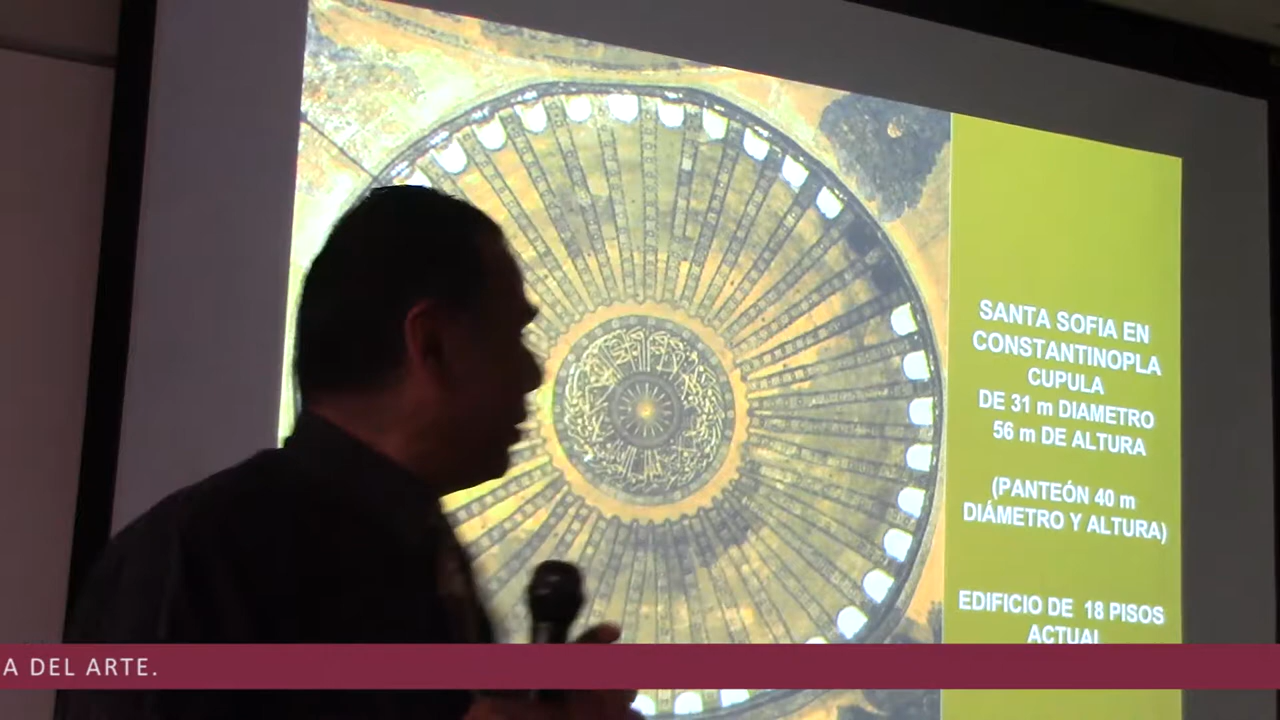 SANTA SOFIA EN
CONSTANTINOPLA
CUPULA
DE 31 m DIAMETRO
56 m DE ALTURA
(PANTEÓN 40 m
DIÁMETRO Y ALTURA)
EDIFICIO DE 18 PISOS
ACTUAL
A DEL ARTE.